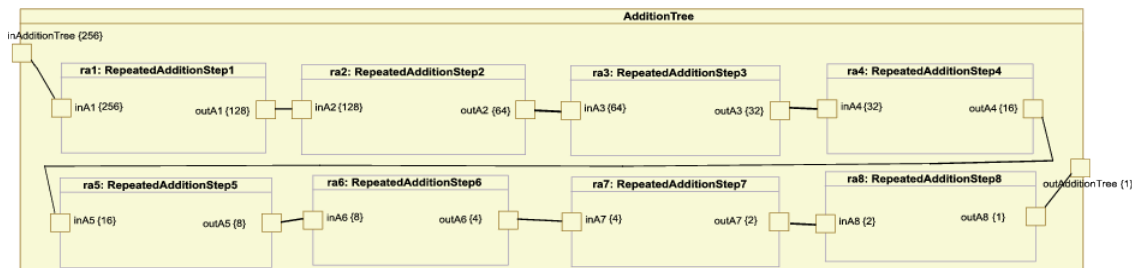 AdditionTree
inAdditionTree {256}
ra1: RepeatedAdditionStep1
inA1 {256}
outA1 {128}
ra2: RepeatedAdditionStep2
inA2 {128}
outA2 {64}
ra3: RepeatedAdditionStep3
inA3 {64}
outA3 {32}
ra4: RepeatedAdditionStep4
inA4 {32}
outA4 {16}
ra5: RepeatedAdditionStep5
inA5 {16}
outA5 {8}
ra6: RepeatedAdditionStep6
inA6 {8}
outA6 {4}
ra7: RepeatedAdditionStep7
inA7 {4}
outA7 {2}
ra8: RepeatedAdditionStep8
inA8 {2}
outA8 {1}
outAdditionTree {1}